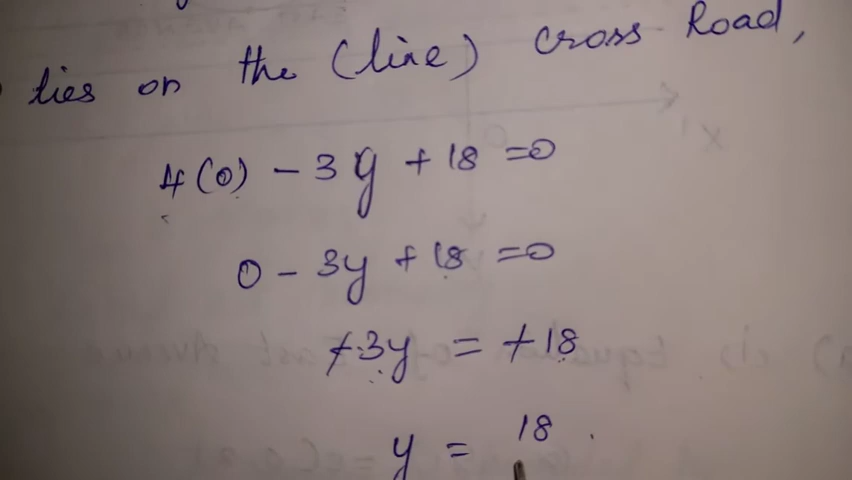 lies on the (line) cross Road,
4(0) - 3y + 18 = 0
0 - 3y + 18 = 0
-3y = -18
y = 18